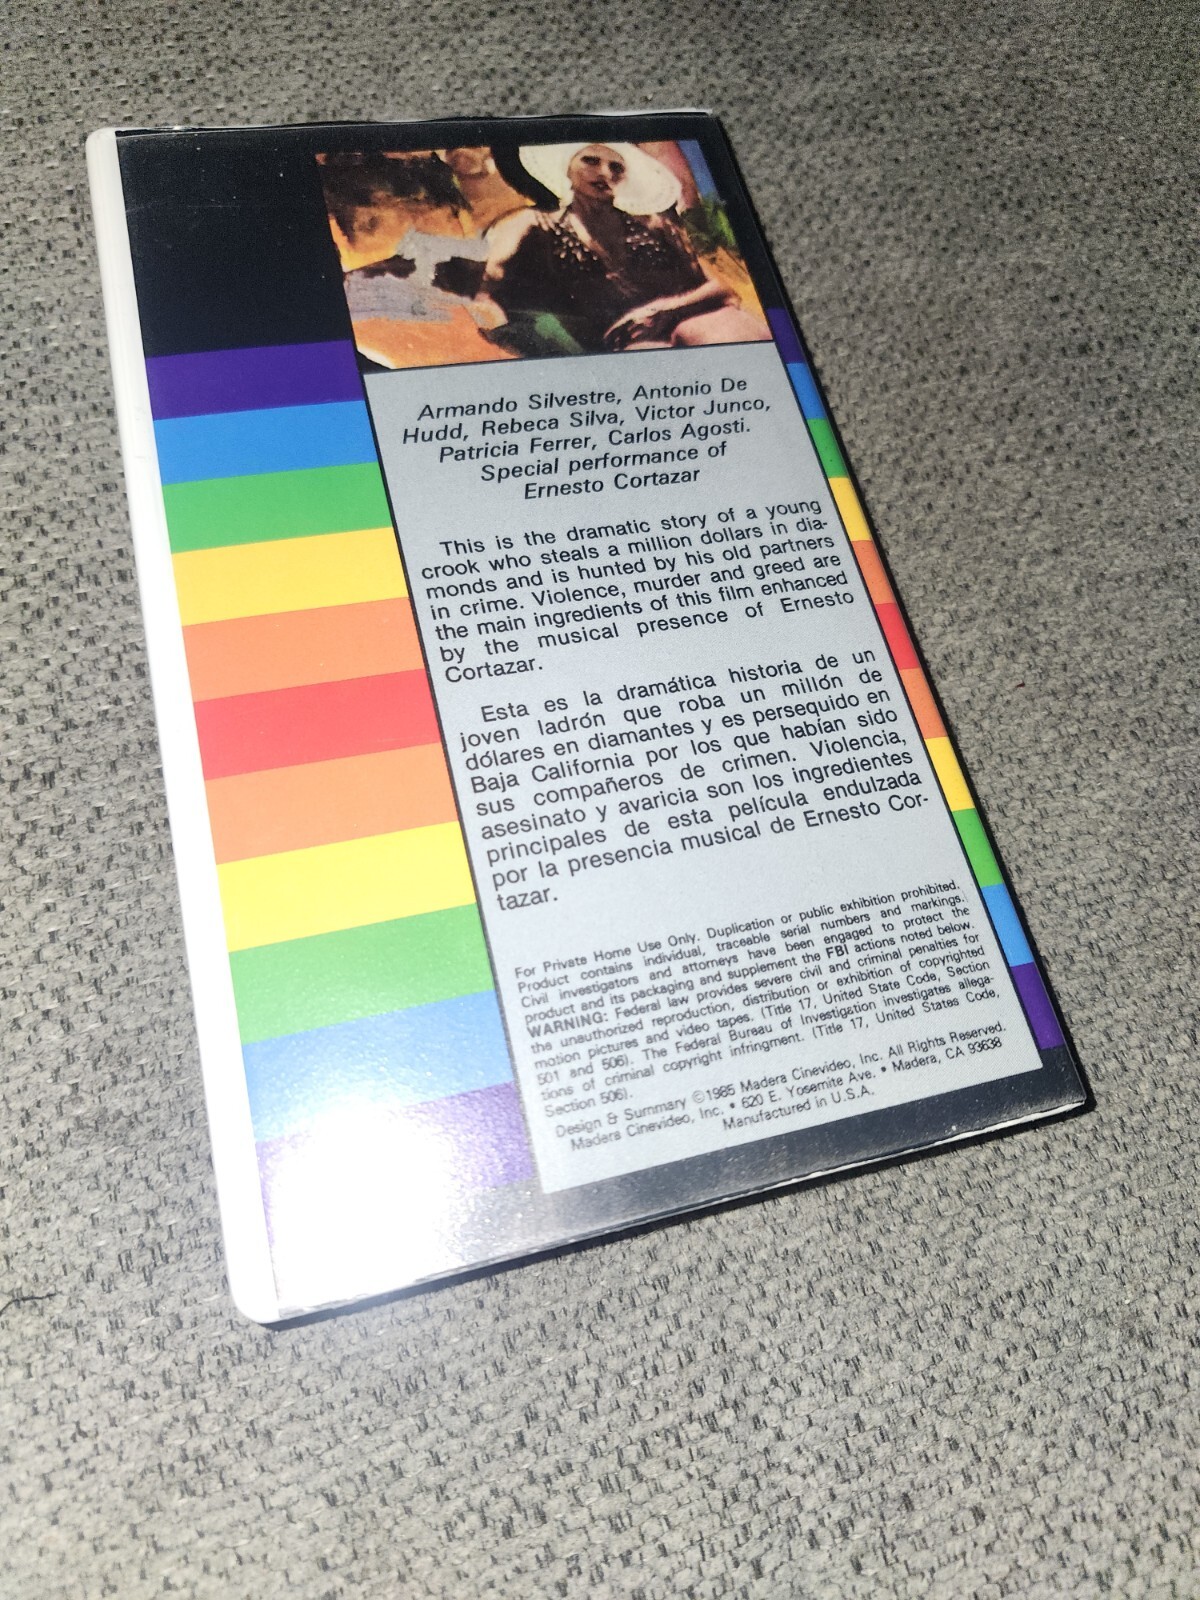 Armando Silvestre, Antonio De
Hudd, Rebeca Silva, Victor Junco,
Patricia Ferrer, Carlos Agosti.
Special performance of
Ernesto Cortazar
This is the dramatic story of a young
crook who steals a million dollars in dia-
monds and is hunted by his old partners
in crime. Violence, murder and greed are
the main ingredients of this film enhanced
by the musical presence of Ernesto
Cortazar.
Esta es la dramática historia de un
joven ladrón que roba un millón de
dólares en diamantes y es perseguido en
Baja California por los que habían sido
sus compañeros de crimen. Violencia,
asesinato y avaricia son los ingredientes
principales de esta película endulzada
por la presencia musical de Ernesto Cor-
tazar.
For Private Home Use Only. Duplication or public exhibition prohibited.
Product contains individual, traceable serial numbers and markings.
Civil investigators and attorneys have been engaged to protect the
product and its packaging and supplement the FBI actions noted below.
WARNING: Federal law provides severe civil and criminal penalties for
the unauthorized reproduction, distribution or exhibition of copyrighted
motion pictures and video tapes. (Title 17, United State Code, Section
501 and 506). The Federal Bureau of Investigation investigates allega-
tions of criminal copyright infringment. (Title 17, United States Code,
Section 506).
Design & Summary ©1985 Madera Cinevideo, Inc. All Rights Reserved.
Madera Cinevideo, Inc. • 620 E. Yosemite Ave. • Madera, CA 93638
Manufactured in U.S.A.